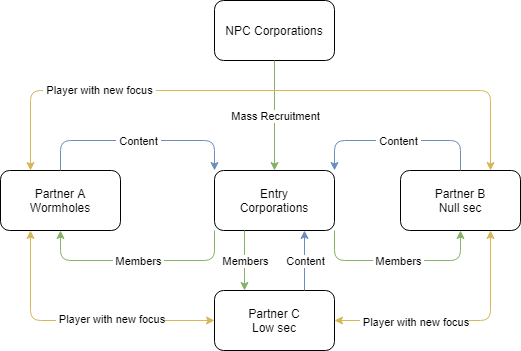 NPC Corporations
Player with new focus
Mass Recruitment
Content
Content
Partner A
Wormholes
Entry
Corporations
Partner B
Null sec
Members
Members
Content
Members
Partner C
Low sec
Player with new focus
Player with new focus